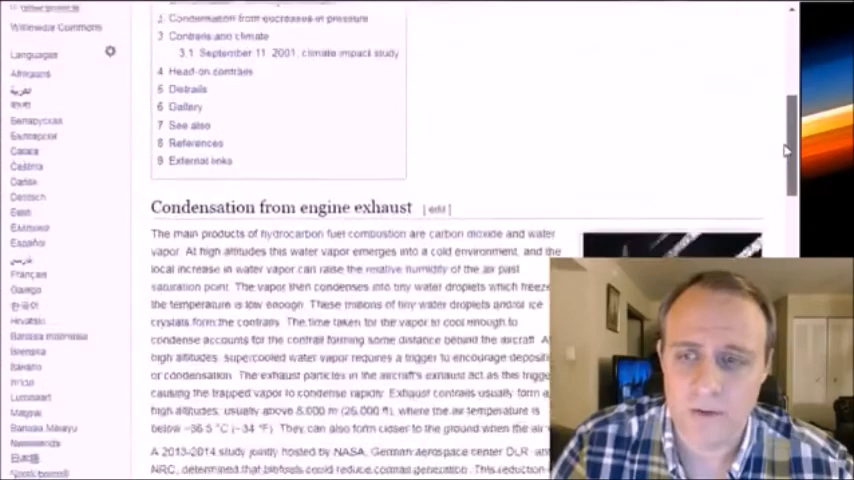 Wikimedia Commons
Languages
Afrikaans
العربية
Беларуская
Български
Català
Čeština
Dansk
Deutsch
Eesti
Ελληνικά
Español
فارسی
Français
Galego
한국어
Hrvatski
Bahasa Indonesia
Íslenska
Italiano
עברית
Magyar
Bahasa Melayu
Nederlands
日本語
Norsk bokmål
2 Condensation from decreases in pressure
3 Contrails and climate
3.1 September 11, 2001, climate impact study
4 Head-on contrails
5 Distrails
6 Gallery
7 See also
8 References
9 External links
Condensation from engine exhaust [ edit ]
The main products of hydrocarbon fuel combustion are carbon dioxide and water
vapor. At high altitudes this water vapor emerges into a cold environment, and the
local increase in water vapor can raise the relative humidity of the air past
saturation point. The vapor then condenses into tiny water droplets which freeze
the temperature is low enough. These millions of tiny water droplets and/or ice
crystals form the contrails. The time taken for the vapor to cool enough to
condense accounts for the contrail forming some distance behind the aircraft. At
high altitudes, supercooled water vapor requires a trigger to encourage depositi
or condensation. The exhaust particles in the aircraft's exhaust act as this trigge
causing the trapped vapor to condense rapidly. Exhaust contrails usually form a
high altitudes; usually above 8,000 m (26,000 ft), where the air temperature is
below −36.5 °C (−34 °F). They can also form closer to the ground when the air
A 2013-2014 study jointly hosted by NASA, German aerospace center DLR an
NRC, determined that biofuels could reduce contrail generation. This reduction